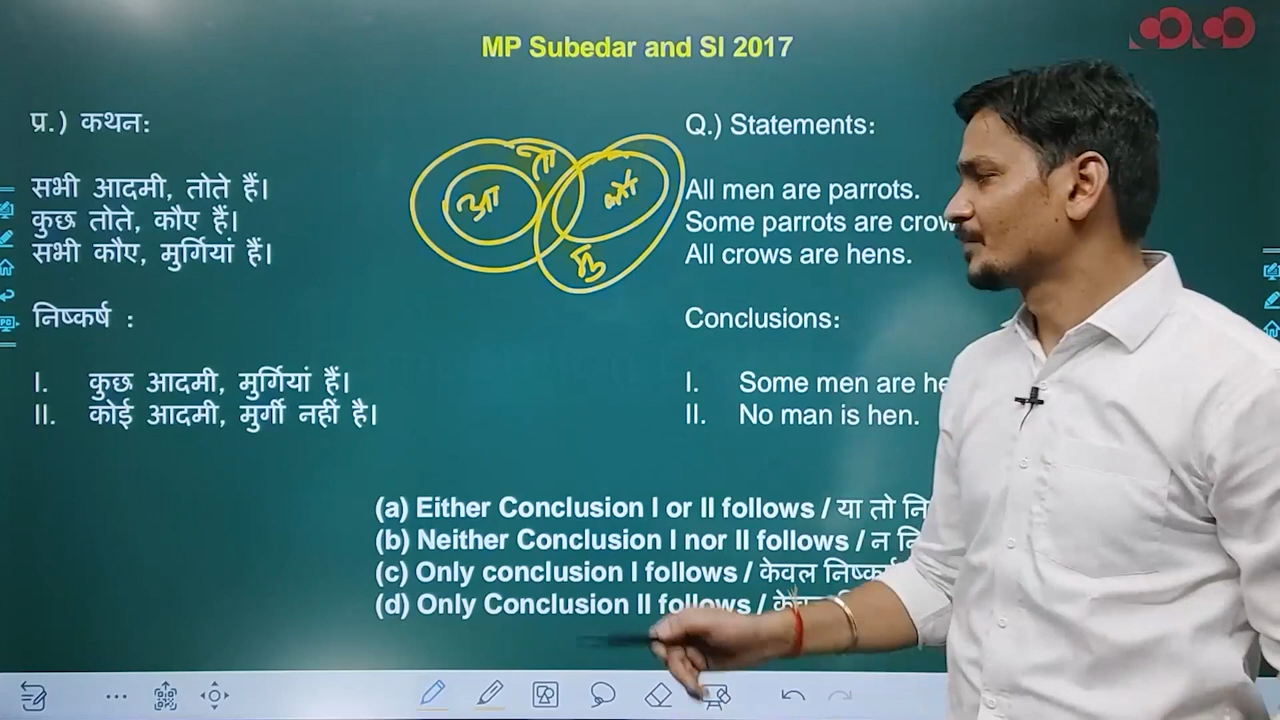 MP Subedar and SI 2017
प्र.) कथन:
सभी आदमी, तोते हैं।
कुछ तोते, कौए हैं।
सभी कौए, मुर्गियां हैं।
निष्कर्ष :
I. कुछ आदमी, मुर्गियां हैं।
II. कोई आदमी, मुर्गी नहीं है।
आ
ता
मु
Q.) Statements:
All men are parrots.
Some parrots are crow
All crows are hens.
Conclusions:
I. Some men are he
II. No man is hen.
(a) Either Conclusion I or II follows / या तो नि
(b) Neither Conclusion I nor II follows / न नि
(c) Only conclusion I follows / केवल निष्कर्ष
(d) Only Conclusion II follows /